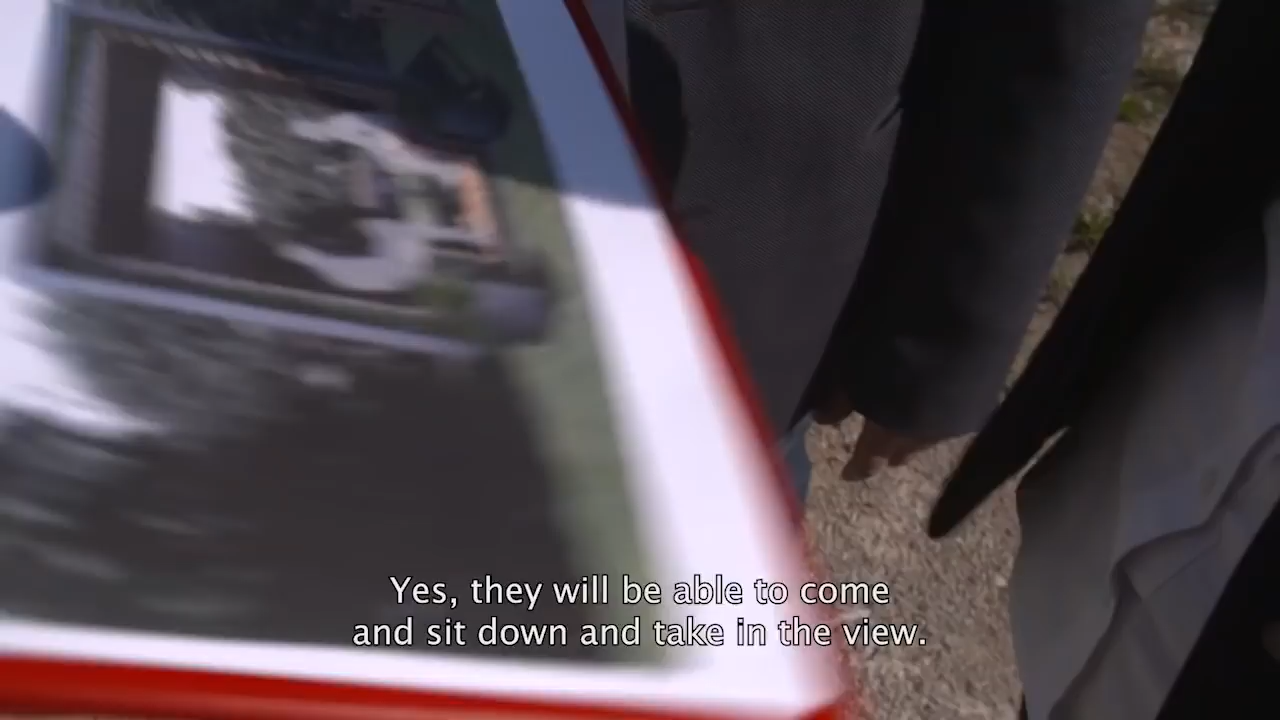 Yes, they will be able to come
and sit down and take in the view.